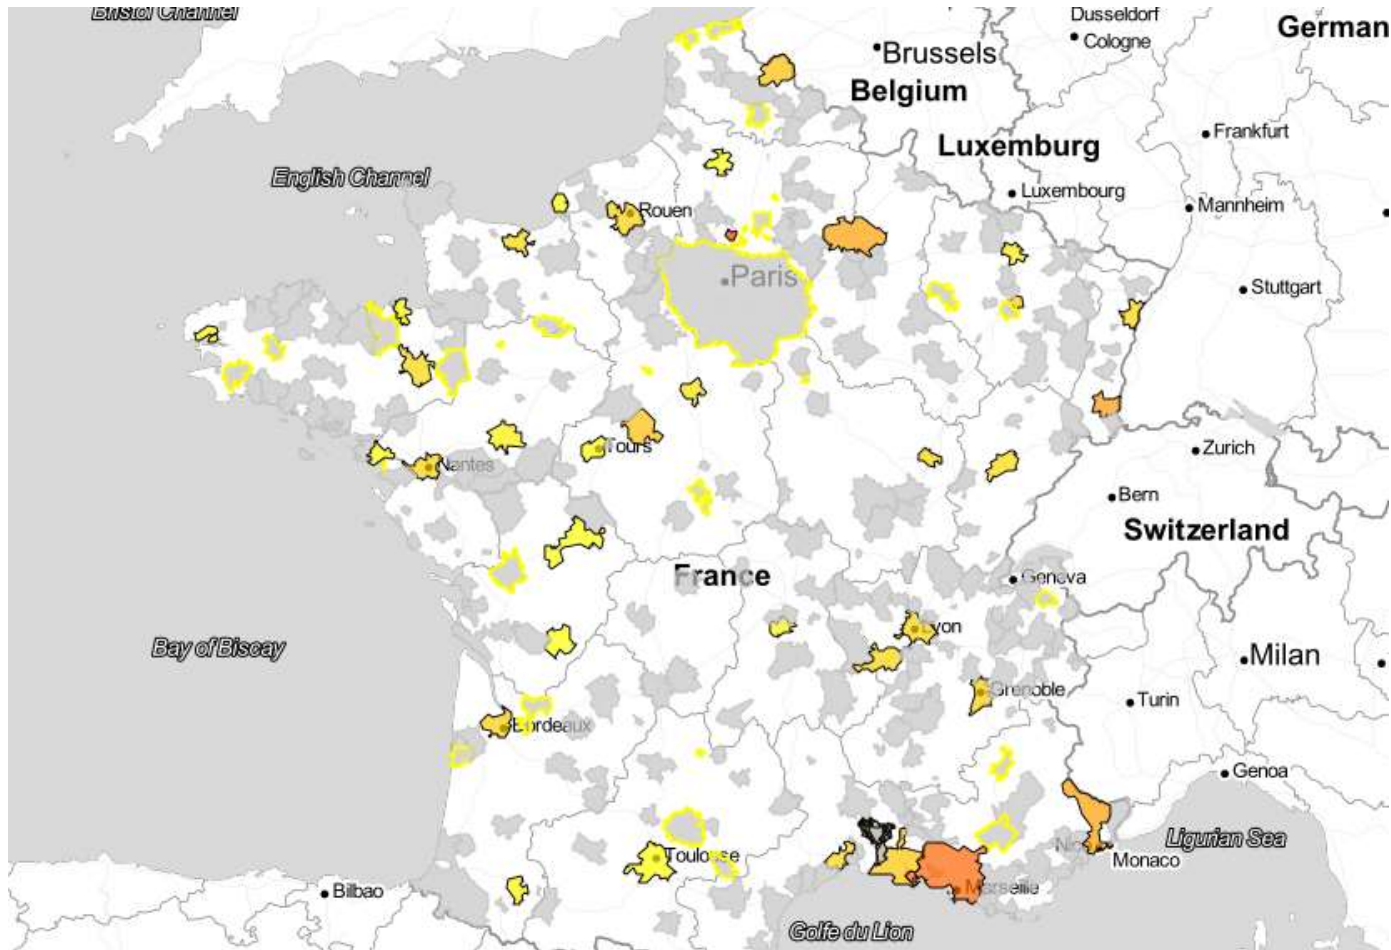 Bristol Channel
Dusseldorf
Cologne
German
Brussels
Belgium
Frankfurt
Luxemburg
English Channel
Luxembourg
Mannheim
Rouen
Paris
Stuttgart
Tours
Zurich
Nantes
Bern
Switzerland
France
Geneva
Lyon
Bay of Biscay
Milan
Grenoble
Turin
Bordeaux
Genoa
Ligurian Sea
Toulouse
Monaco
Bilbao
Marseille
Golfe du Lion